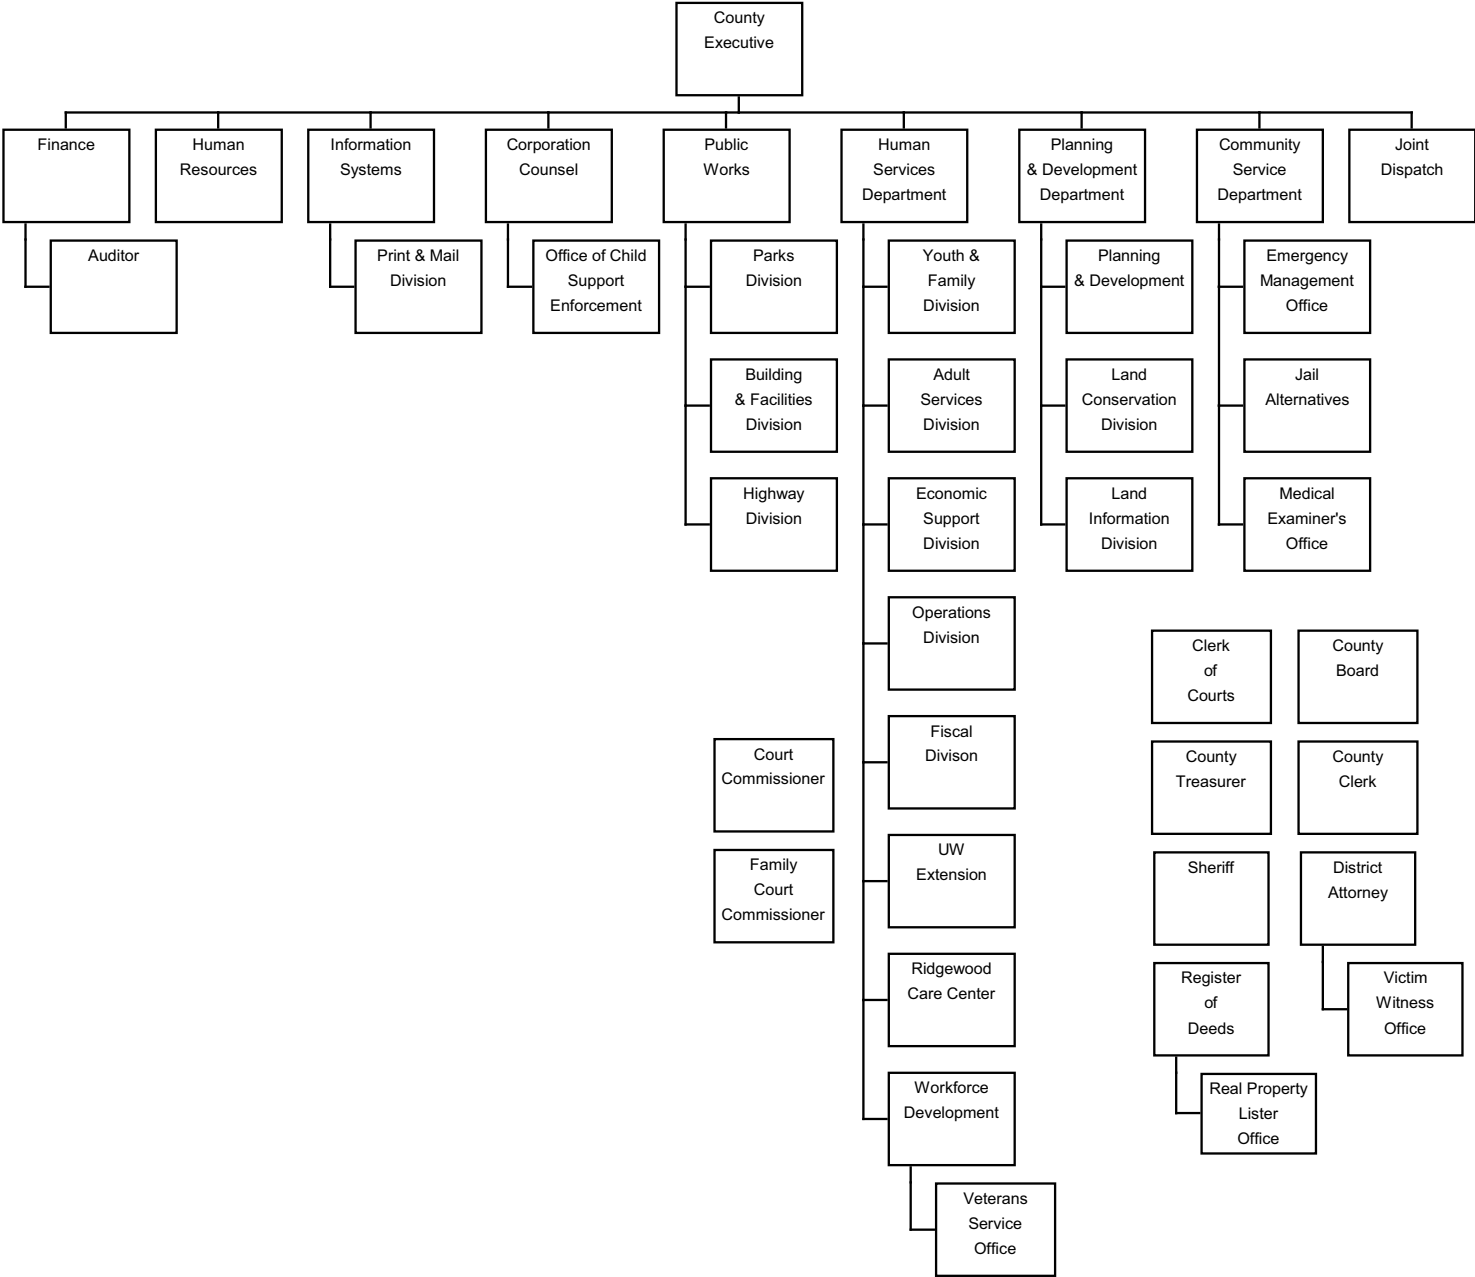 County
Executive
Finance
Human
Resources
Information
Systems
Corporation
Counsel
Public
Works
Human
Services
Department
Planning
& Development
Department
Community
Service
Department
Joint
Dispatch
Auditor
Print & Mail
Division
Office of Child
Support
Enforcement
Parks
Division
Youth &
Family
Division
Planning
& Development
Emergency
Management
Office
Building
& Facilities
Division
Adult
Services
Division
Land
Conservation
Division
Jail
Alternatives
Highway
Division
Economic
Support
Division
Land
Information
Division
Medical
Examiner's
Office
Operations
Division
Clerk
of
Courts
County
Board
Court
Commissioner
Fiscal
Divison
County
Treasurer
County
Clerk
Family
Court
Commissioner
UW
Extension
Sheriff
District
Attorney
Ridgewood
Care Center
Register
of
Deeds
Victim
Witness
Office
Workforce
Development
Real Property
Lister
Office
Veterans
Service
Office